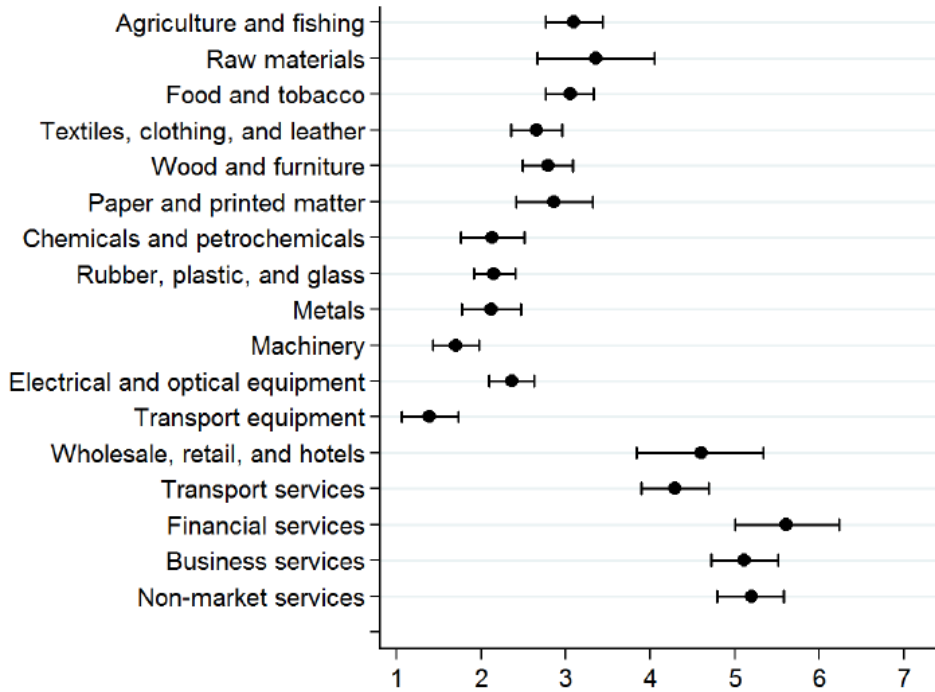 Agriculture and fishing
Raw materials
Food and tobacco
Textiles, clothing, and leather
Wood and furniture
Paper and printed matter
Chemicals and petrochemicals
Rubber, plastic, and glass
Metals
Machinery
Electrical and optical equipment
Transport equipment
Wholesale, retail, and hotels
Transport services
Financial services
Business services
Non-market services
1 2 3 4 5 6 7